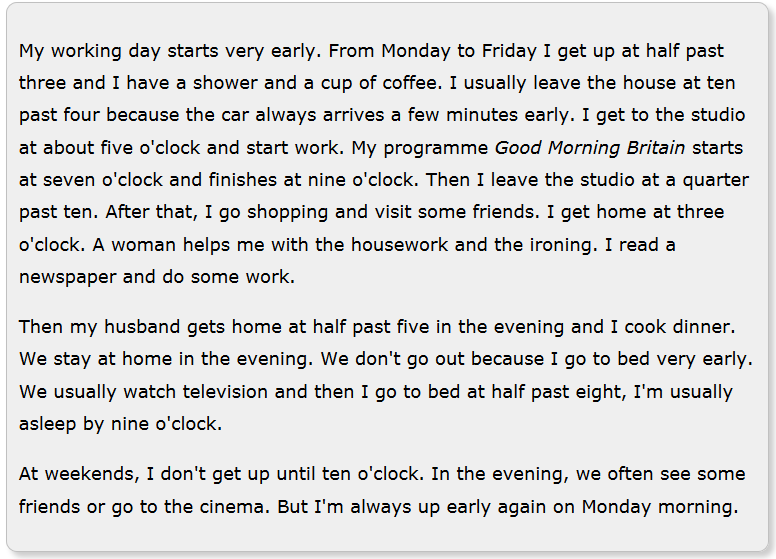 My working day starts very early. From Monday to Friday I get up at half past
three and I have a shower and a cup of coffee. I usually leave the house at ten
past four because the car always arrives a few minutes early. I get to the studio
at about five o'clock and start work. My programme Good Morning Britain starts
at seven o'clock and finishes at nine o'clock. Then I leave the studio at a quarter
past ten. After that, I go shopping and visit some friends. I get home at three
o'clock. A woman helps me with the housework and the ironing. I read a
newspaper and do some work.
Then my husband gets home at half past five in the evening and I cook dinner.
We stay at home in the evening. We don't go out because I go to bed very early.
We usually watch television and then I go to bed at half past eight, I'm usually
asleep by nine o'clock.
At weekends, I don't get up until ten o'clock. In the evening, we often see some
friends or go to the cinema. But I'm always up early again on Monday morning.